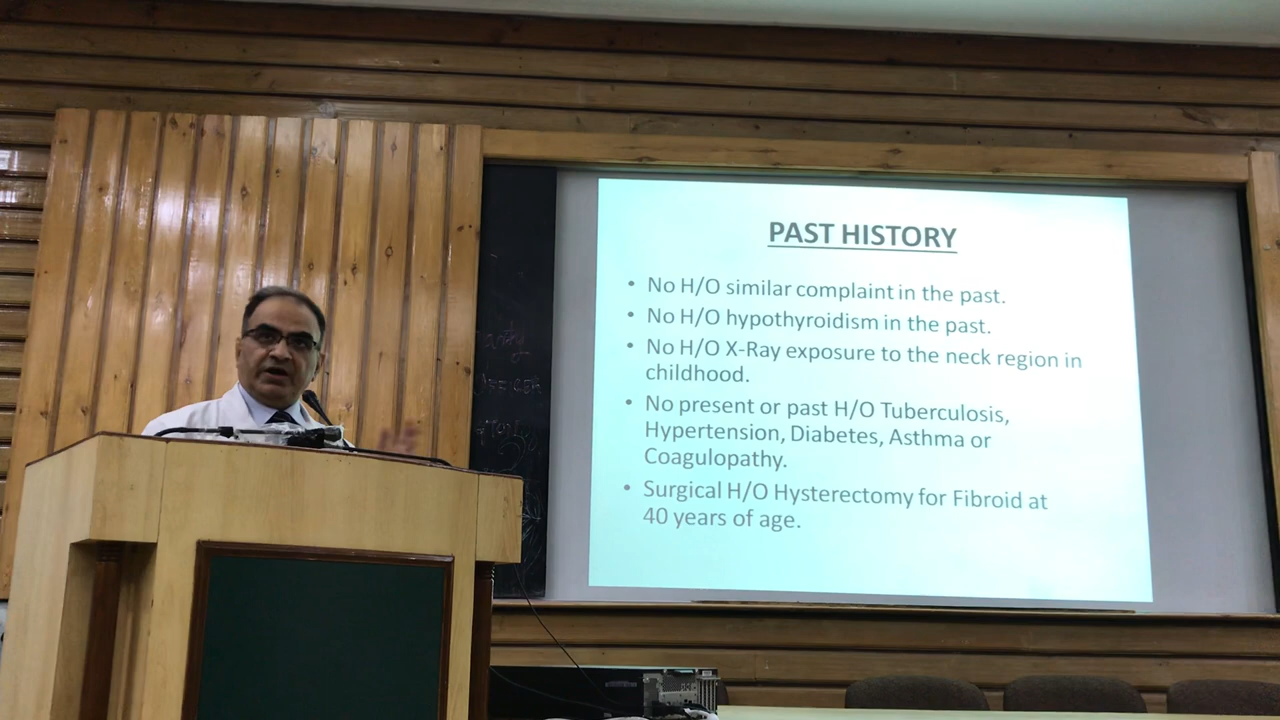 PAST HISTORY
• No H/O similar complaint in the past.
• No H/O hypothyroidism in the past.
• No H/O X-Ray exposure to the neck region in
childhood.
• No present or past H/O Tuberculosis,
Hypertension, Diabetes, Asthma or
Coagulopathy.
• Surgical H/O Hysterectomy for Fibroid at
40 years of age.